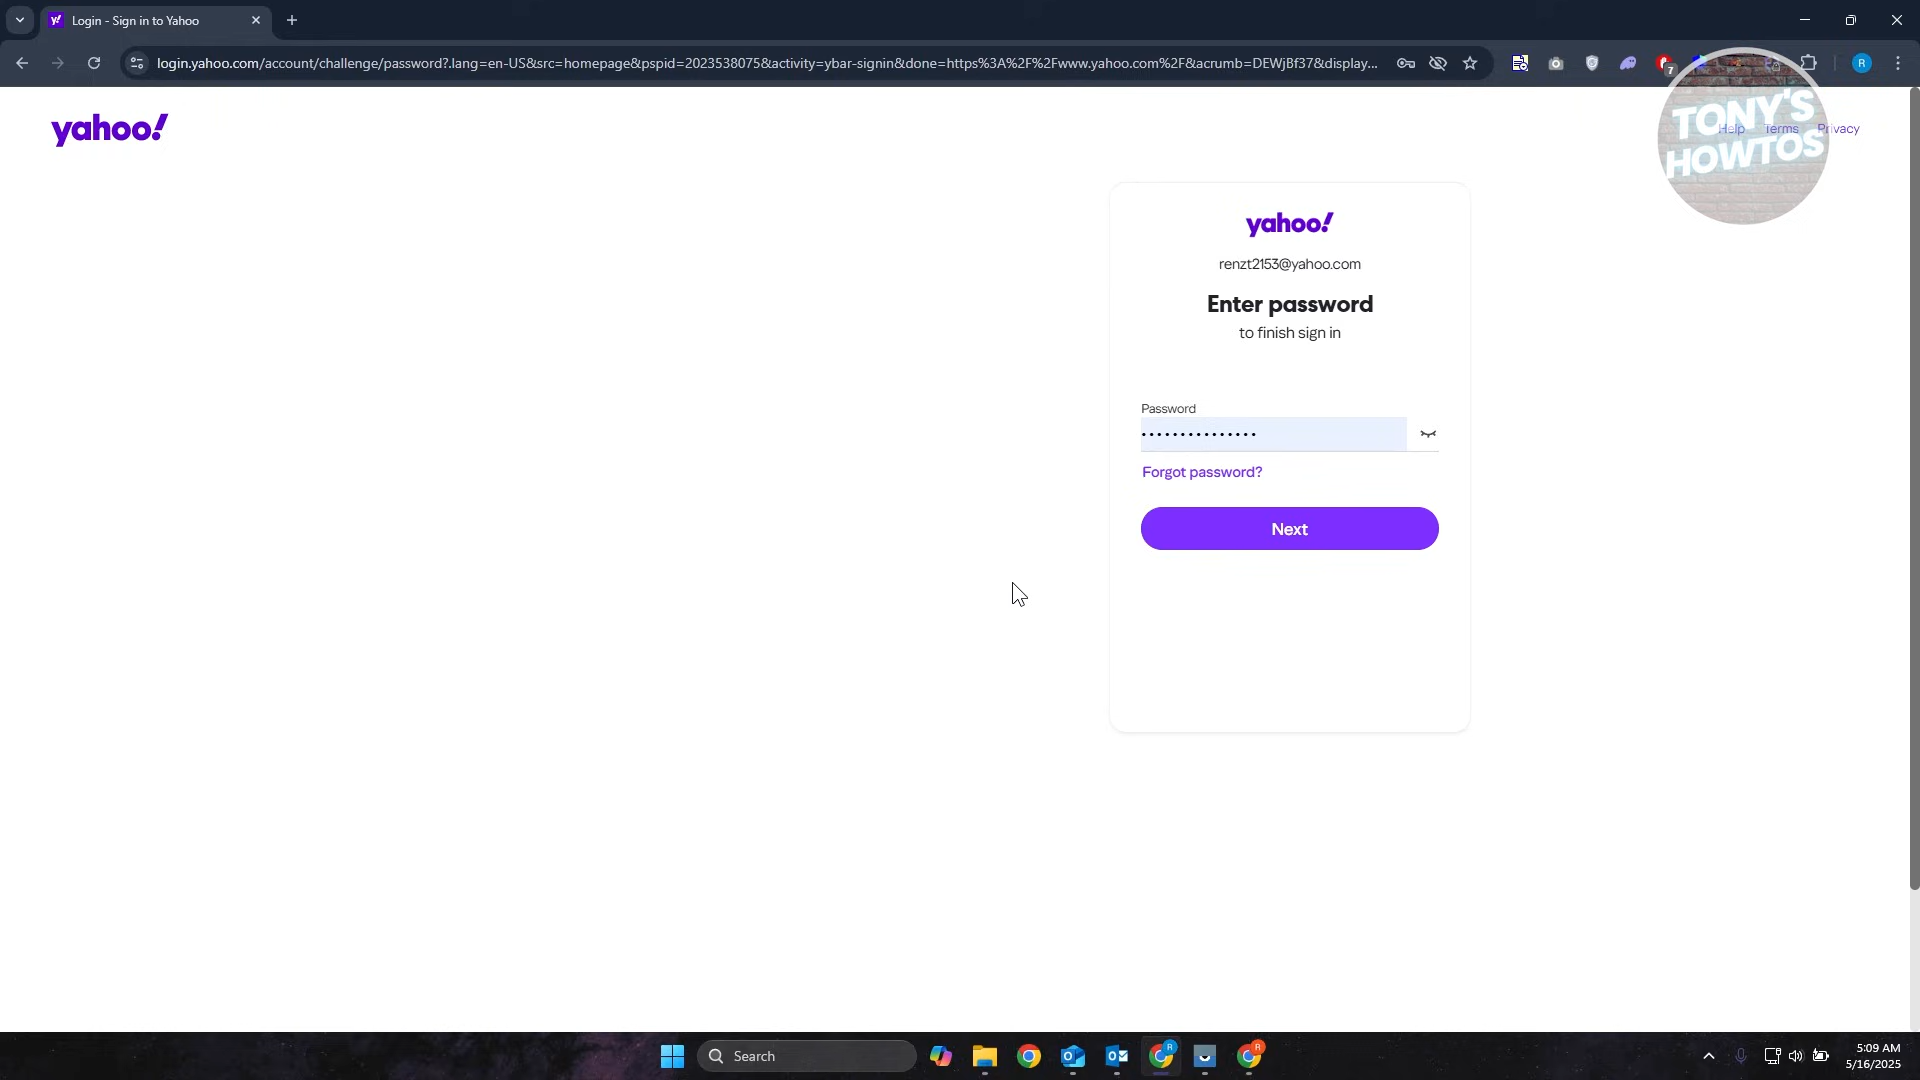 Login - Sign in to Yahoo
login.yahoo.com/account/challenge/password?.lang=en-US&src=homepage&pspid=2023538075&activity=ybar-signin&done=https%3A%2F%2Fwww.yahoo.com%2F&acrumb=DEWjBf37&display...
7
R
yahoo!
Help Terms Privacy
TONY'S
HOWTOS
yahoo!
renzt2153@yahoo.com
Enter password
to finish sign in
Password
Forgot password?
Next
Search
R
R
5:09 AM
5/16/2025